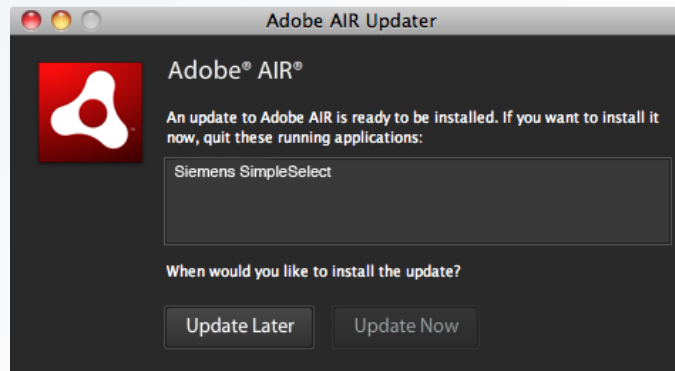 Adobe AIR Updater
Adobe® AIR®
An update to Adobe AIR is ready to be installed. If you want to install it
now, quit these running applications:
Siemens SimpleSelect
When would you like to install the update?
Update Later Update Now